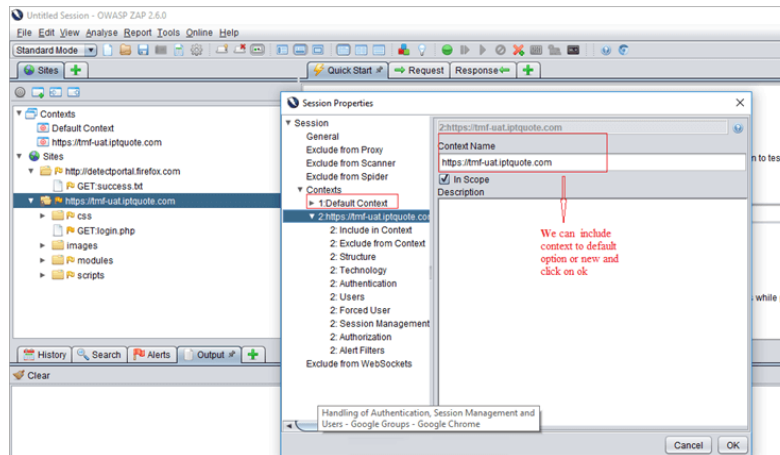 Untitled Session - OWASP ZAP 2.6.0
File Edit View Analyse Report Tools Online Help
Standard Mode
Sites
Quick Start
Request
Response
Contexts
Default Context
https://tmf-uat.iptquote.com
Sites
http://detectportal.firefox.com
GET:success.txt
https://tmf-uat.iptquote.com
css
GET:login.php
images
modules
scripts
History
Search
Alerts
Output
Clear
Session Properties
Session
General
Exclude from Proxy
Exclude from Scanner
Exclude from Spider
Contexts
1:Default Context
2:https://tmf-uat.iptquote.co
2: Include in Context
2: Exclude from Context
2: Structure
2: Technology
2: Authentication
2: Users
2: Forced User
2: Session Management
2: Authorization
2: Alert Filters
Exclude from WebSockets
2:https://tmf-uat.iptquote.com
Context Name
https://tmf-uat.iptquote.com
In Scope
Description
We can include
context to default
option or new and
click on ok
n to tes
s while
Handling of Authentication, Session Management and
Users - Google Groups - Google Chrome
Cancel
OK